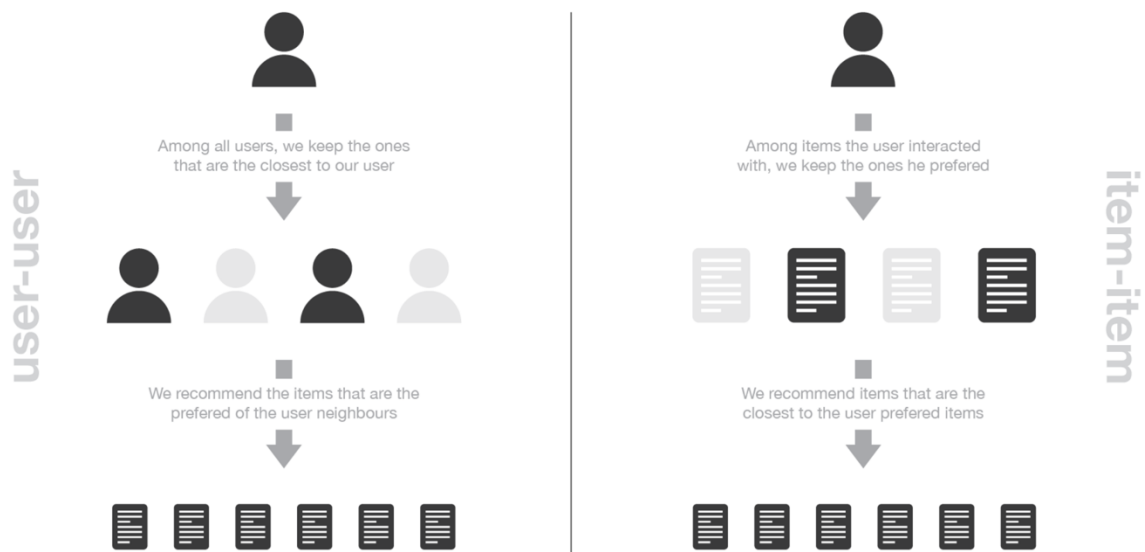 user-user
Among all users, we keep the ones
that are the closest to our user
We recommend the items that are the
prefered of the user neighbours
item-item
Among items the user interacted
with, we keep the ones he prefered
We recommend items that are the
closest to the user prefered items